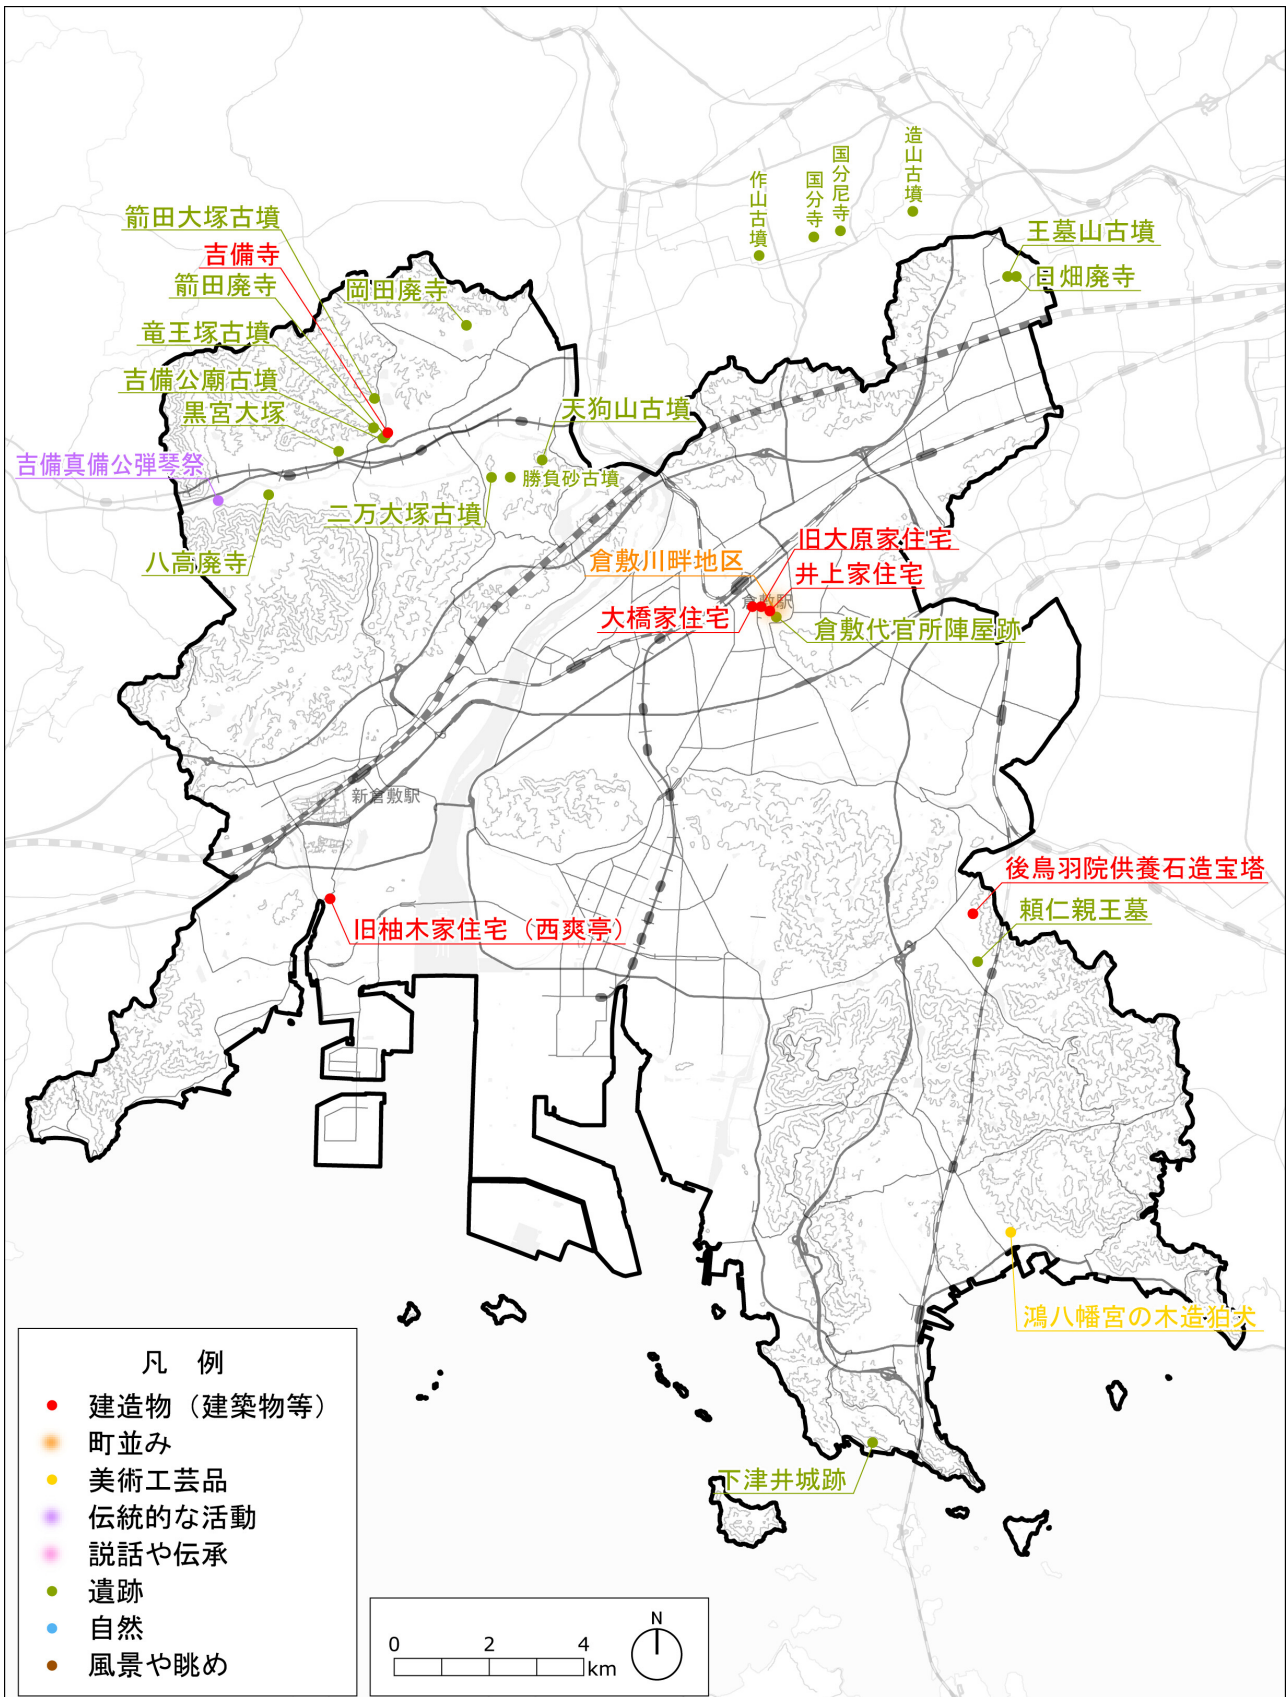 造山古墳
国分尼寺
国分寺
作山古墳
箭田大塚古墳
吉備寺
箭田廃寺
岡田廃寺
王墓山古墳
日畑廃寺
竜王塚古墳
吉備公廟古墳
黒宮大塚
天狗山古墳
吉備真備公弾琴祭
勝負砂古墳
二万大塚古墳
八高廃寺
旧大原家住宅
倉敷川畔地区
井上家住宅
倉敷駅
大橋家住宅
倉敷代官所陣屋跡
新倉敷駅
後鳥羽院供養石造宝塔
頼仁親王墓
旧柚木家住宅（西爽亭）
鴻八幡宮の木造狛犬
下津井城跡
凡 例
建造物（建築物等）
町並み
美術工芸品
伝統的な活動
説話や伝承
遺跡
自然
風景や眺め
0 2 4
km
N